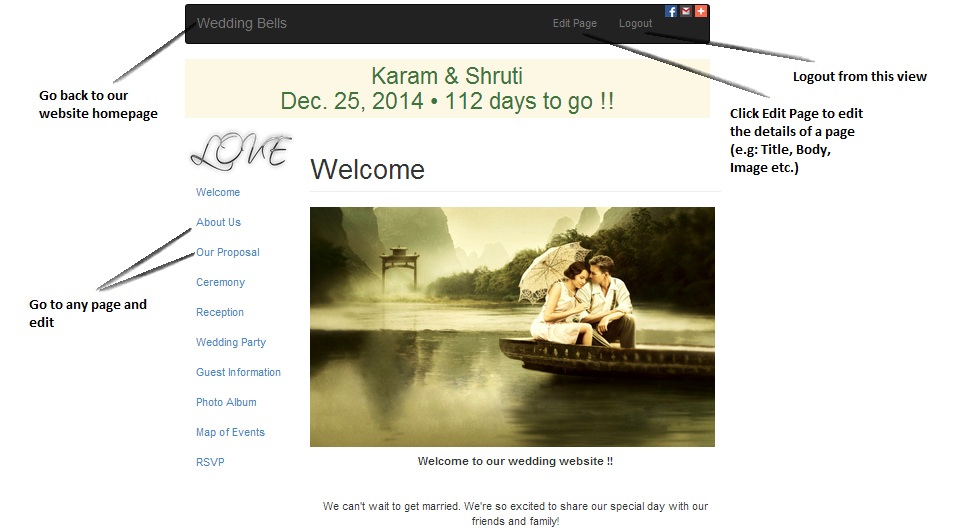 Wedding Bells
Edit Page
Logout
Karam & Shruti
Dec. 25, 2014 • 112 days to go !!
Go back to our
website homepage
Logout from this view
Click Edit Page to edit
the details of a page
(e.g: Title, Body,
Image etc.)
LOVE
Welcome
About Us
Our Proposal
Ceremony
Reception
Wedding Party
Guest Information
Photo Album
Map of Events
RSVP
Go to any page and
edit
Welcome
Welcome to our wedding website !!
We can't wait to get married. We're so excited to share our special day with our
friends and family!